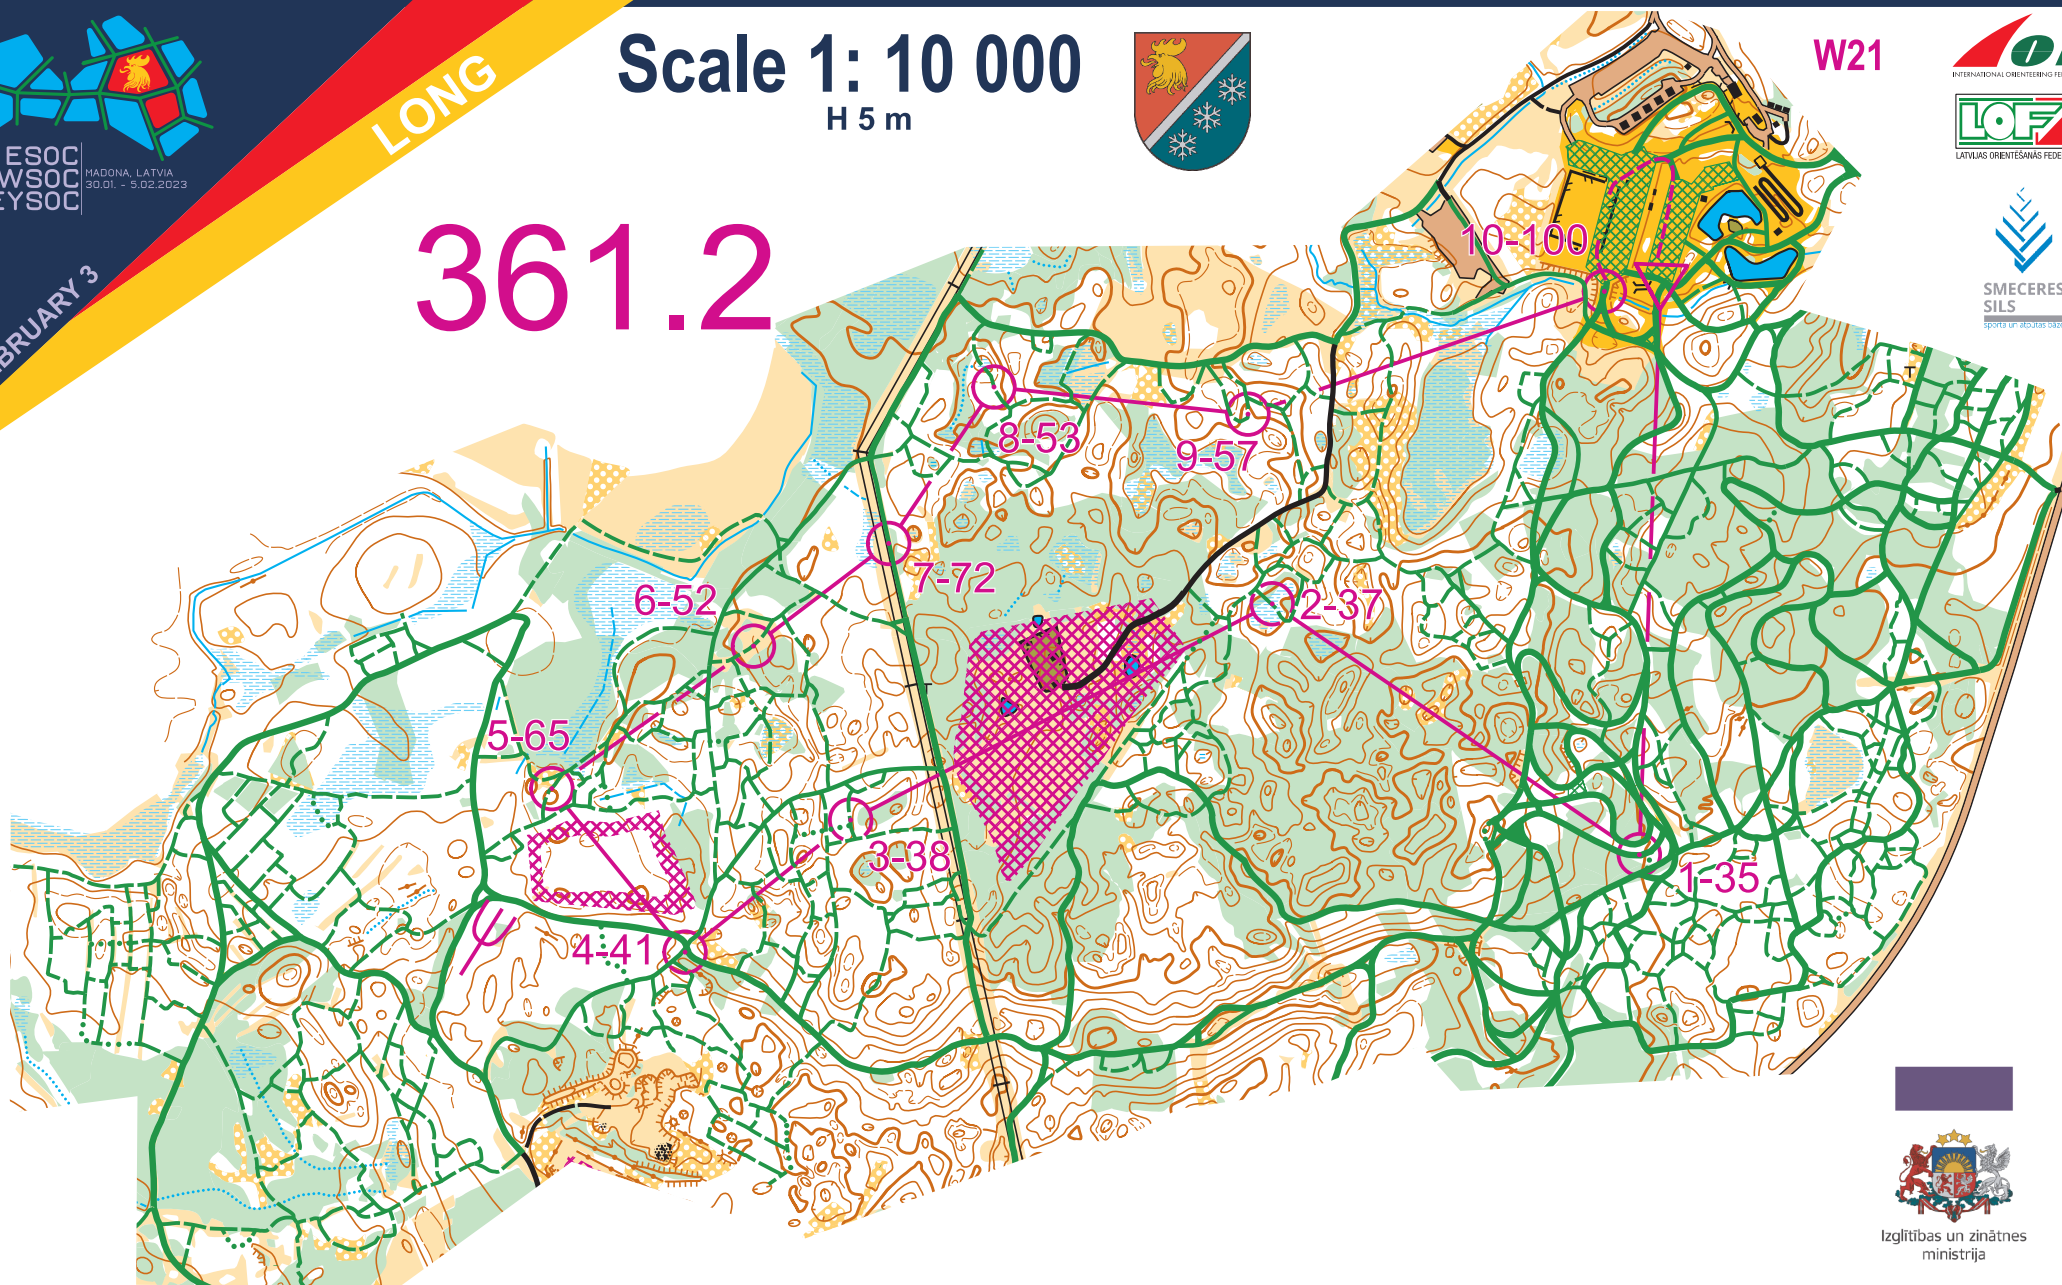 ESOC
WSOC
EYSOC
MADONA, LATVIA
30.01. - 5.02.2023
BRUARY 3
LONG
Scale 1: 10 000
H 5 m
361.2
W21
INTERNATIONAL ORIENTEERING FE
LOF
LATVIJAS ORIENTĒŠANĀS FEDE
SMECERES
SILS
sporta un atpūtas bāz
10-100
8-53
9-57
7-72
6-52
2-37
5-65
3-38
1-35
4-41
Izglītības un zinātnes
ministrija